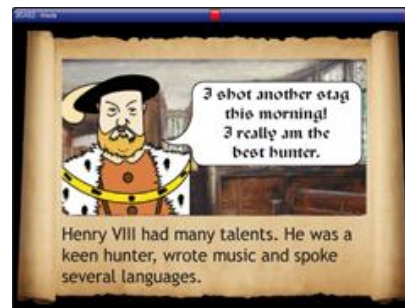 I shot another stag
this morning!
I really am the
best hunter.
Henry VIII had many talents. He was a
keen hunter, wrote music and spoke
several languages.